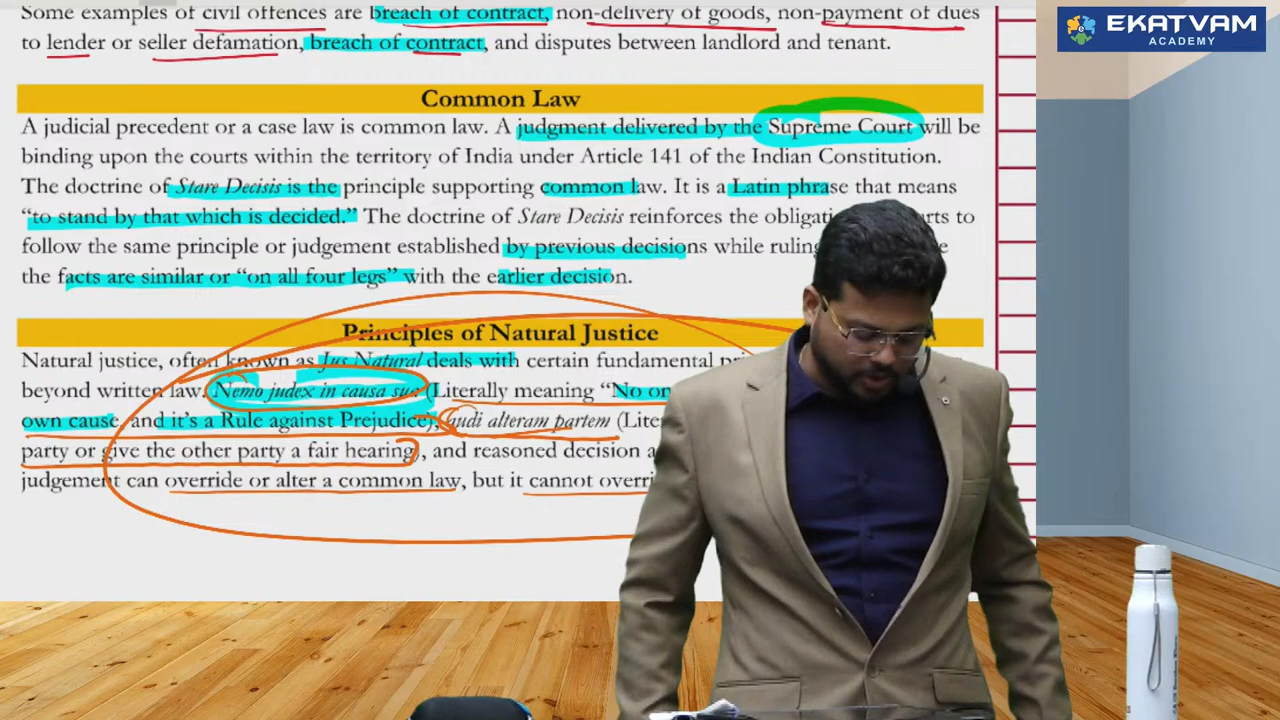 Some examples of civil offences are breach of contract, non-delivery of goods, non-payment of dues
to lender or seller defamation, breach of contract, and disputes between landlord and tenant.
EKATVAM
ACADEMY
Common Law
A judicial precedent or a case law is common law. A judgment delivered by the Supreme Court will be
binding upon the courts within the territory of India under Article 141 of the Indian Constitution.
The doctrine of Stare Decisis is the principle supporting common law. It is a Latin phrase that means
“to stand by that which is decided.” The doctrine of Stare Decisis reinforces the to
follow the same principle or judgement established by previous decisions while
the facts are similar or “on all four legs” with the earlier decision.
Principles of Natural Justice
Natural justice, often known as Jus Natural deals with certain fundamental
beyond written law. Nemo judex in causa sua (Literally meaning “No
own cause, and it’s a Rule against Prejudice), audi alteram partem
party or give the other party a fair hearing), and reasoned decision
judgement can override or alter a common law, but it cannot